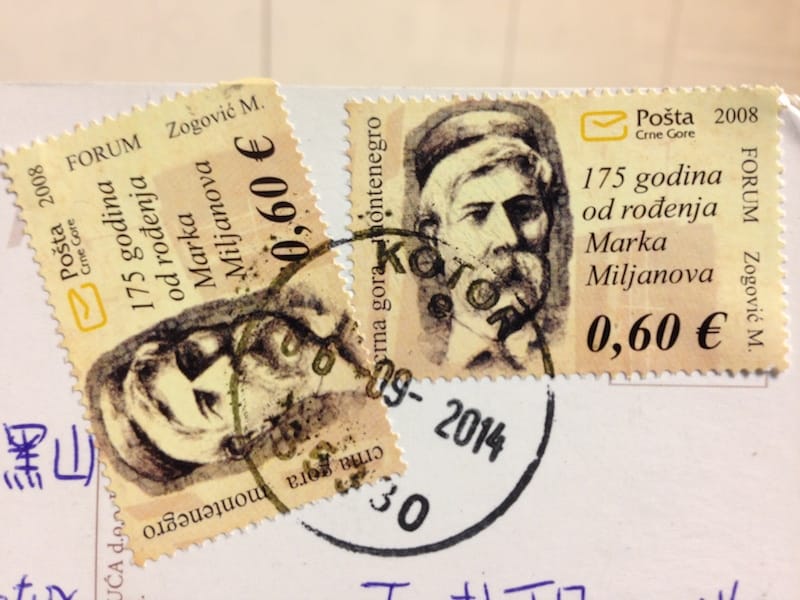 2008
FORUM
Zogović M.
Pošta
Crne Gore
175 godina
od rođenja
Marka
Miljanova
0,60 €
crna gora
montenegro
crna gora montenegro
Pošta 2008
Crne Gore
175 godina
od rođenja
Marka
Miljanova
0,60 €
FORUM Zogović M.
KOTOR
-09-2014
黑山